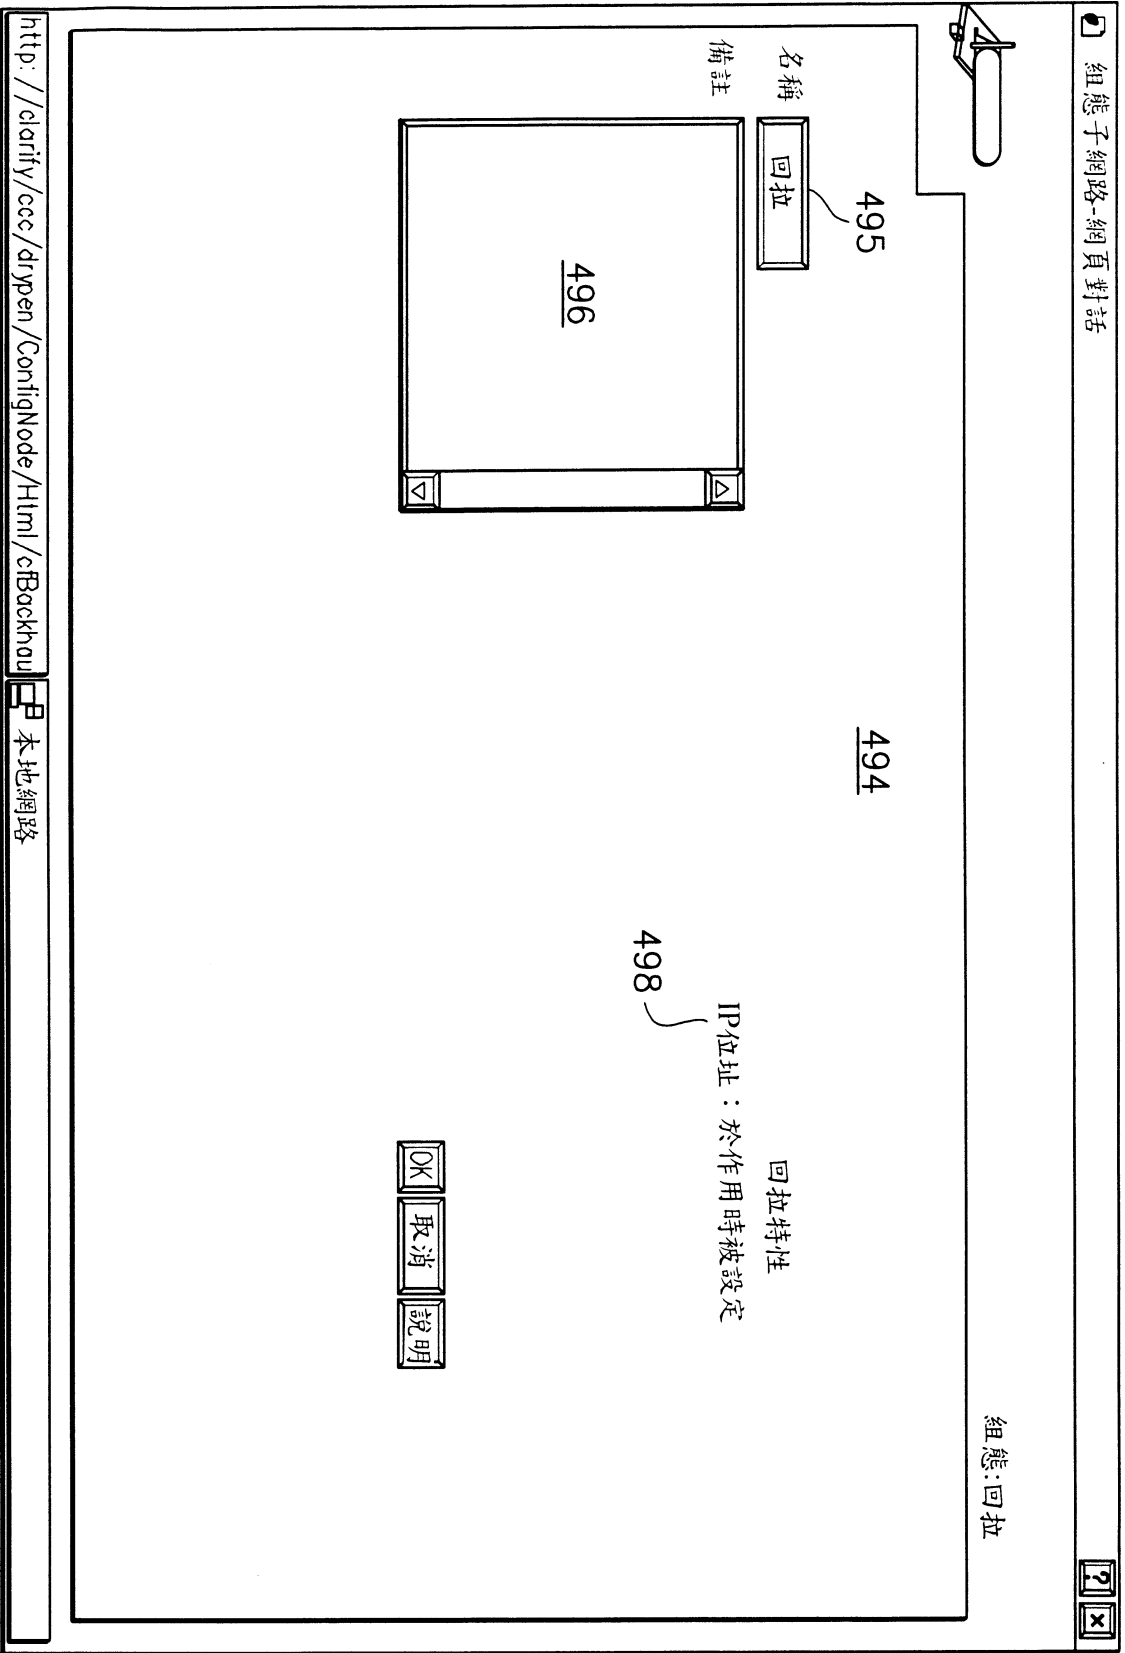 組態子網路-網頁對話
? ×
組態:回拉
495
494
名稱
回拉
回拉特性
備註
IP位址：於作用時被設定
498
496
OK 取消 說明
http://clarify/ccc/drypen/ConfigNode/Html/cfBackhau
本地網路